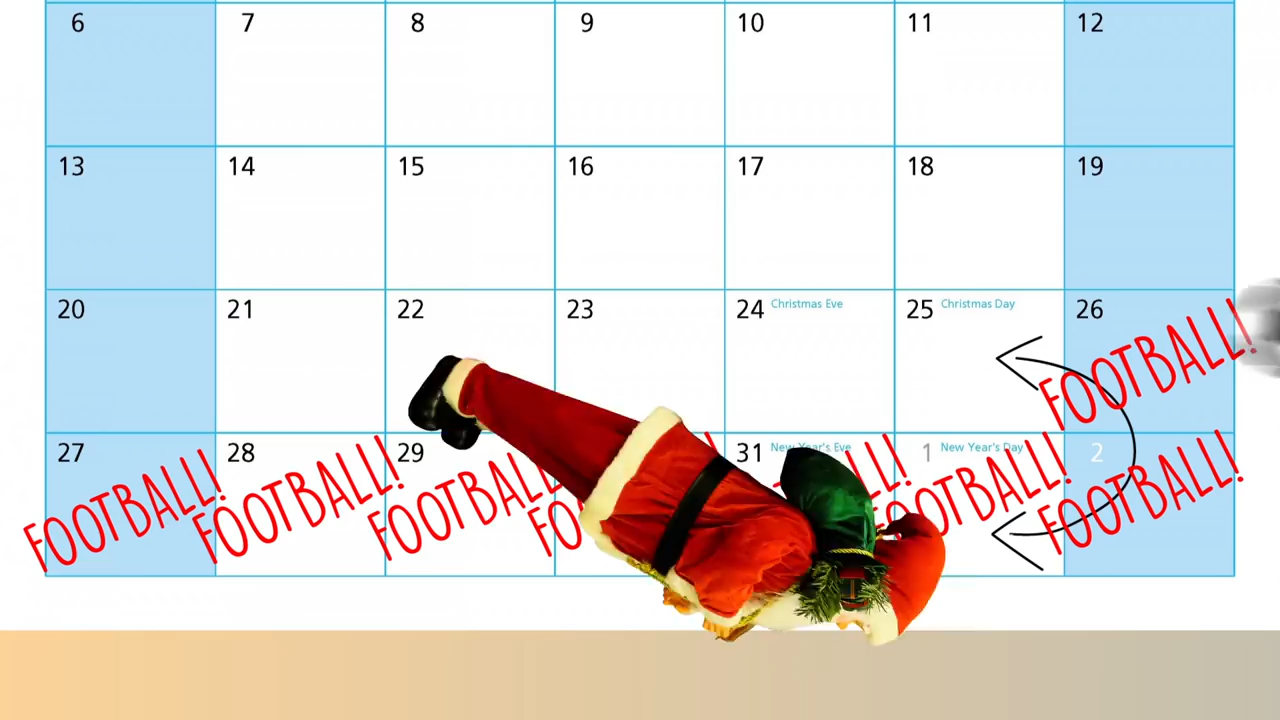 6 7 8 9 10 11 12
13 14 15 16 17 18 19
20 21 22 23 24 Christmas Eve 25 Christmas Day 26
FOOTBALL!
27 28 29 31 New Year's Eve 1 New Year's Day 2
FOOTBALL! FOOTBALL! FOOTBALL! FOOTBALL! FOOTBALL!